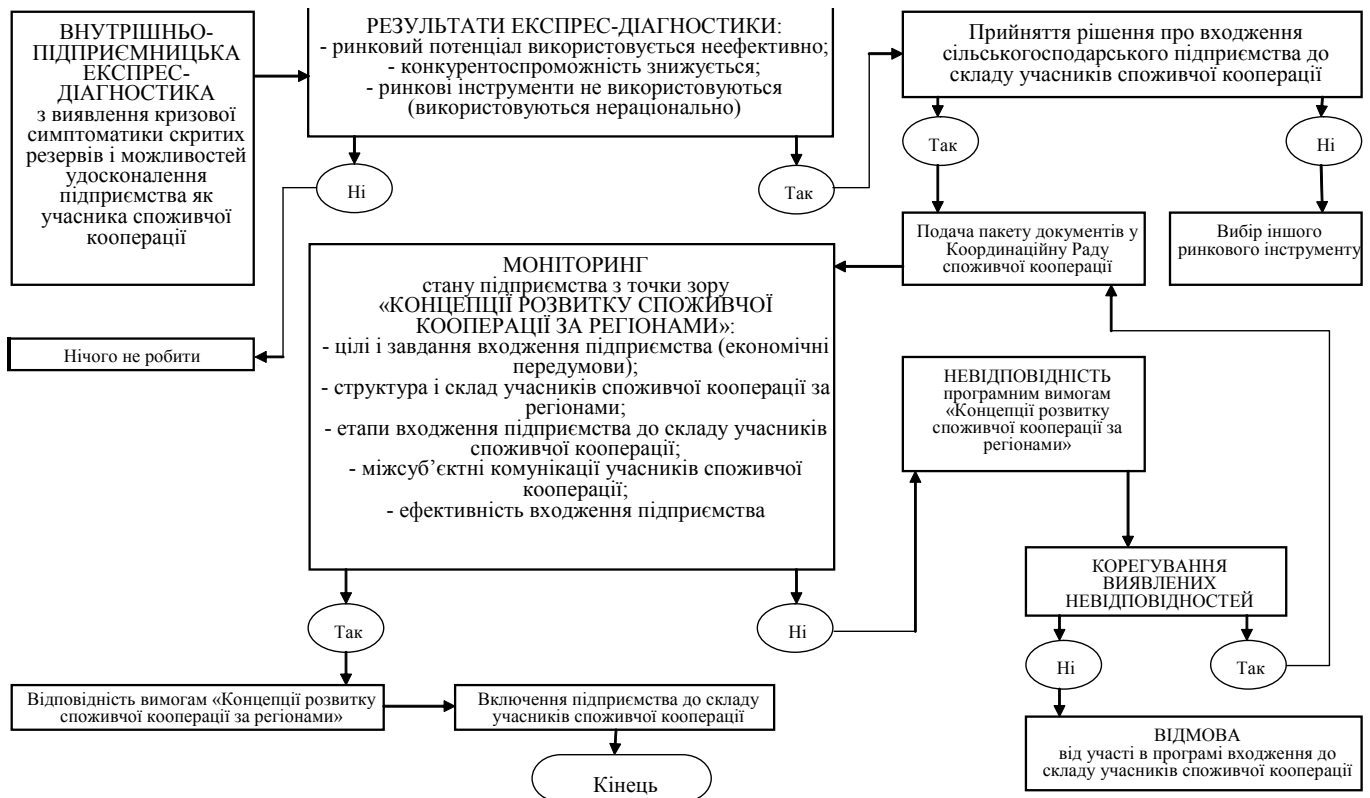 ВНУТРІШНЬО-
ПІДПРИЄМНИЦЬКА
ЕКСПРЕС-
ДІАГНОСТИКА
з виявлення кризової
симптоматики скритих
резервів і можливостей
удосконалення
підприємства як
учасника споживчої
кооперації
РЕЗУЛЬТАТИ ЕКСПРЕС-ДІАГНОСТИКИ:
- ринковий потенціал використовується неефективно;
- конкурентоспроможність знижується;
- ринкові інструменти не використовуються
(використовуються нераціонально)
Прийняття рішення про входження
сільськогосподарського підприємства до
складу учасників споживчої кооперації
Ні
Так
Так
Ні
Подача пакету документів у
Координаційну Раду
споживчої кооперації
Вибір іншого
ринкового інструменту
Нічого не робити
МОНІТОРИНГ
стану підприємства з точки зору
«КОНЦЕПЦІЇ РОЗВИТКУ СПОЖИВЧОЇ
КООПЕРАЦІЇ ЗА РЕГІОНАМИ»:
- цілі і завдання входження підприємства (економічні
передумови);
- структура і склад учасників споживчої кооперації за
регіонами;
- етапи входження підприємства до складу учасників
споживчої кооперації;
- міжсуб’єктні комунікації учасників споживчої
кооперації;
- ефективність входження підприємства
НЕВІДПОВІДНІСТЬ
програмним вимогам
«Концепції розвитку
споживчої кооперації за
регіонами»
КОРЕГУВАННЯ
ВИЯВЛЕНИХ
НЕВІДПОВІДНОСТЕЙ
Так
Ні
Ні
Так
Відповідність вимогам «Концепції розвитку
споживчої кооперації за регіонами»
Включення підприємства до складу
учасників споживчої кооперації
Кінець
ВІДМОВА
від участі в програмі входження до
складу учасників споживчої кооперації